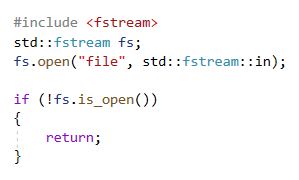 #include <fstream>
std::fstream fs;
fs.open("file", std::fstream::in);

if (!fs.is_open())
{
    return;
}